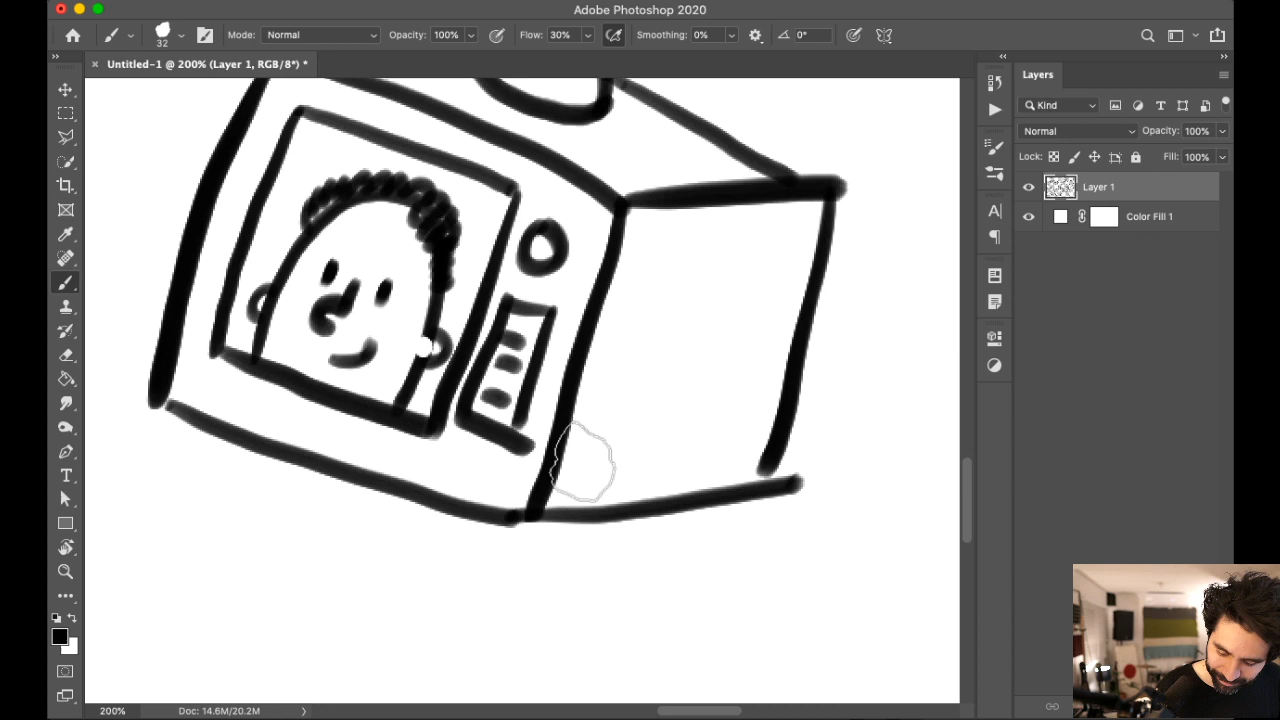 Adobe Photoshop 2020
32 Mode: Normal Opacity: 100% Flow: 30% Smoothing: 0% 0°
Untitled-1 @ 200% (Layer 1, RGB/8*) *
Layers
Kind
Normal Opacity: 100%
Lock: Fill: 100%
Layer 1
Color Fill 1
200% Doc: 14.6M/20.2M